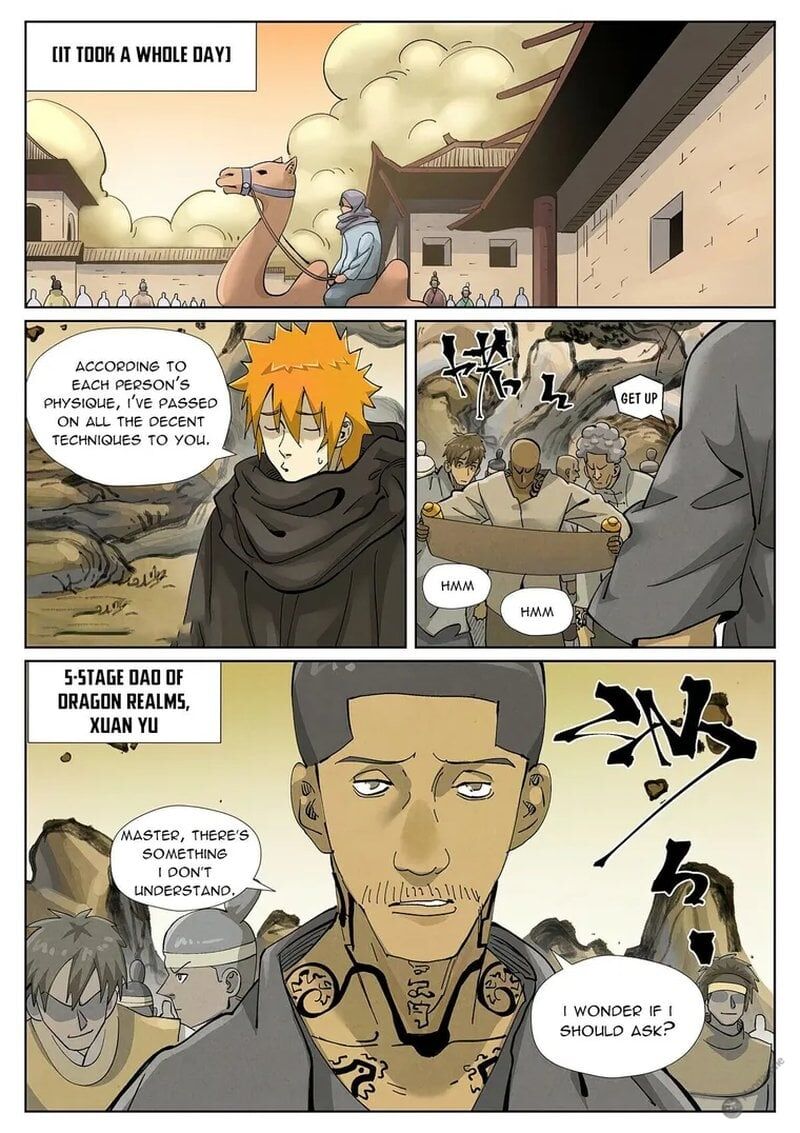 [IT TOOK A WHOLE DAY]
ACCORDING TO
EACH PERSON'S
PHYSIQUE, I'VE PASSED
ON ALL THE DECENT
TECHNIQUES TO YOU.
GET UP
HMM
HMM
5-STAGE DAO OF
DRAGON REALMS,
XUAN YU
MASTER, THERE'S
SOMETHING
I DON'T
UNDERSTAND.
I WONDER IF I
SHOULD ASK?